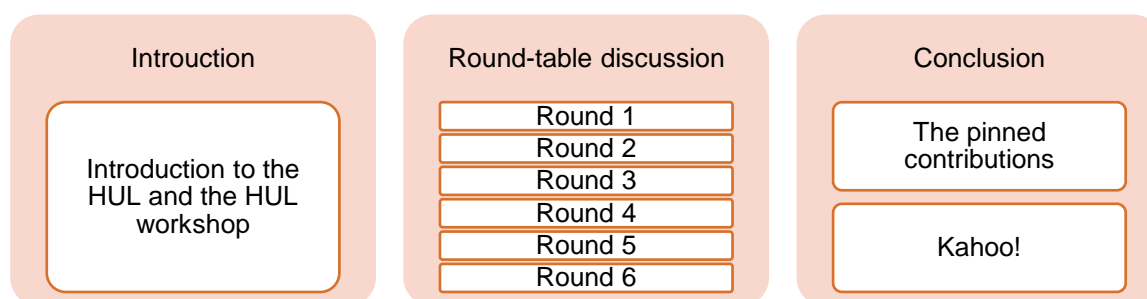 Introuction
Introduction to the
HUL and the HUL
workshop
Round-table discussion
Round 1
Round 2
Round 3
Round 4
Round 5
Round 6
Conclusion
The pinned
contributions
Kahoo!